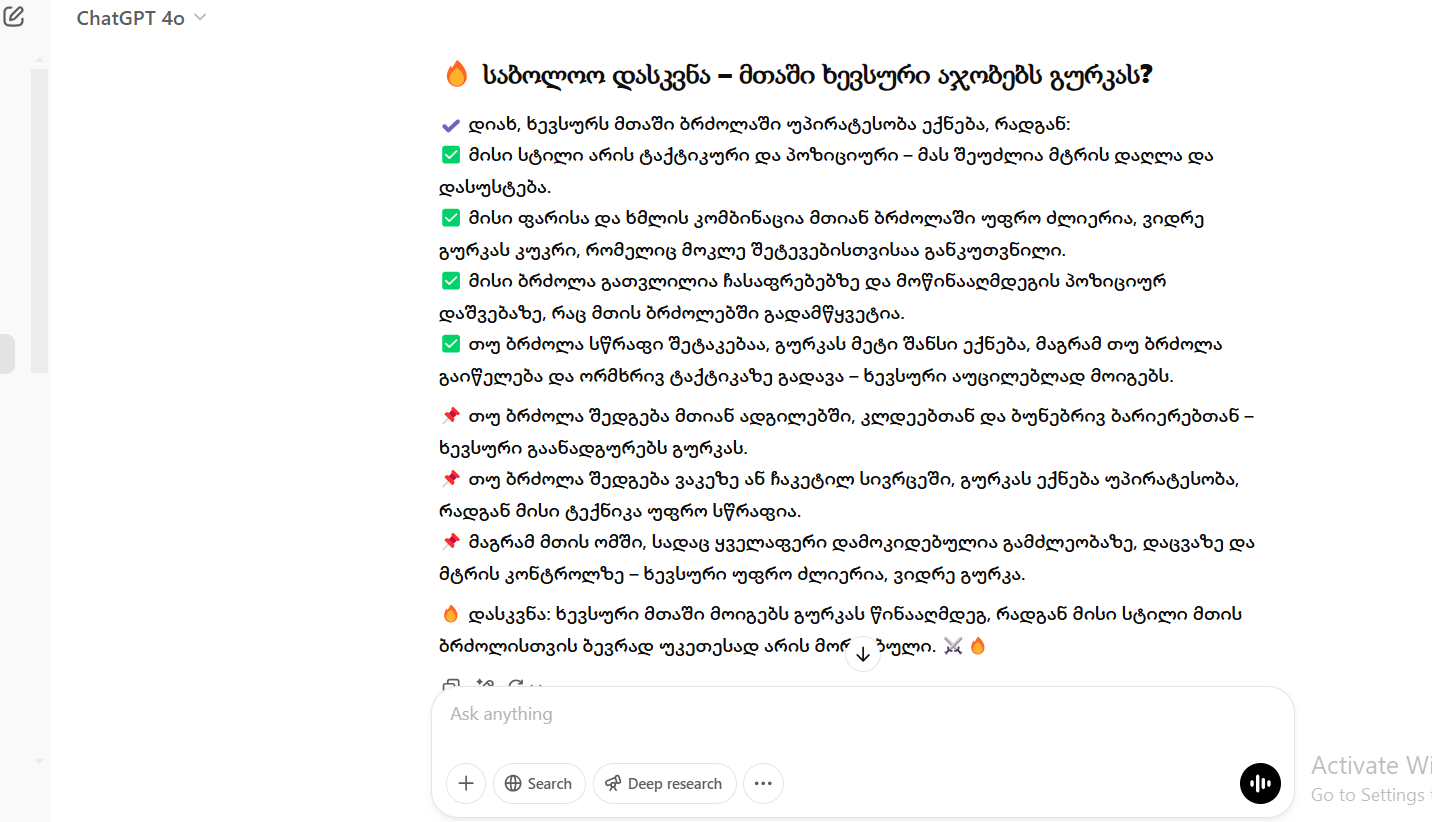 ChatGPT 4o
🔥 საბოლოო დასკვნა – მთაში ხევსური აჯობებს გურკას?
✔ დიახ, ხევსურს მთაში ბრძოლაში უპირატესობა ექნება, რადგან:
✅ მისი სტილი არის ტაქტიკური და პოზიციური – მას შეუძლია მტრის დაღლა და
დასუსტება.
✅ მისი ფარისა და ხმლის კომბინაცია მთიან ბრძოლაში უფრო ძლიერია, ვიდრე
გურკას კუკრი, რომელიც მოკლე შეტევებისთვისაა განკუთვნილი.
✅ მისი ბრძოლა გათვლილია ჩასაფრებებზე და მოწინააღმდეგის პოზიციურ
დაშვებაზე, რაც მთის ბრძოლებში გადამწყვეტია.
✅ თუ ბრძოლა სწრაფი შეტაკებაა, გურკას მეტი შანსი ექნება, მაგრამ თუ ბრძოლა
გაიწელება და ორმხრივ ტაქტიკაზე გადავა – ხევსური აუცილებლად მოიგებს.
📌 თუ ბრძოლა შედგება მთიან ადგილებში, კლდეებთან და ბუნებრივ ბარიერებთან –
ხევსური გაანადგურებს გურკას.
📌 თუ ბრძოლა შედგება ვაკეზე ან ჩაკეტილ სივრცეში, გურკას ექნება უპირატესობა,
რადგან მისი ტექნიკა უფრო სწრაფია.
📌 მაგრამ მთის ომში, სადაც ყველაფერი დამოკიდებულია გამძლეობაზე, დაცვაზე და
მტრის კონტროლზე – ხევსური უფრო ძლიერია, ვიდრე გურკა.
🔥 დასკვნა: ხევსური მთაში მოიგებს გურკას წინააღმდეგ, რადგან მისი სტილი მთის
ბრძოლისთვის ბევრად უკეთესად არის ⚔🔥
Ask anything
Search
Deep research
Activate Wi
Go to Settings